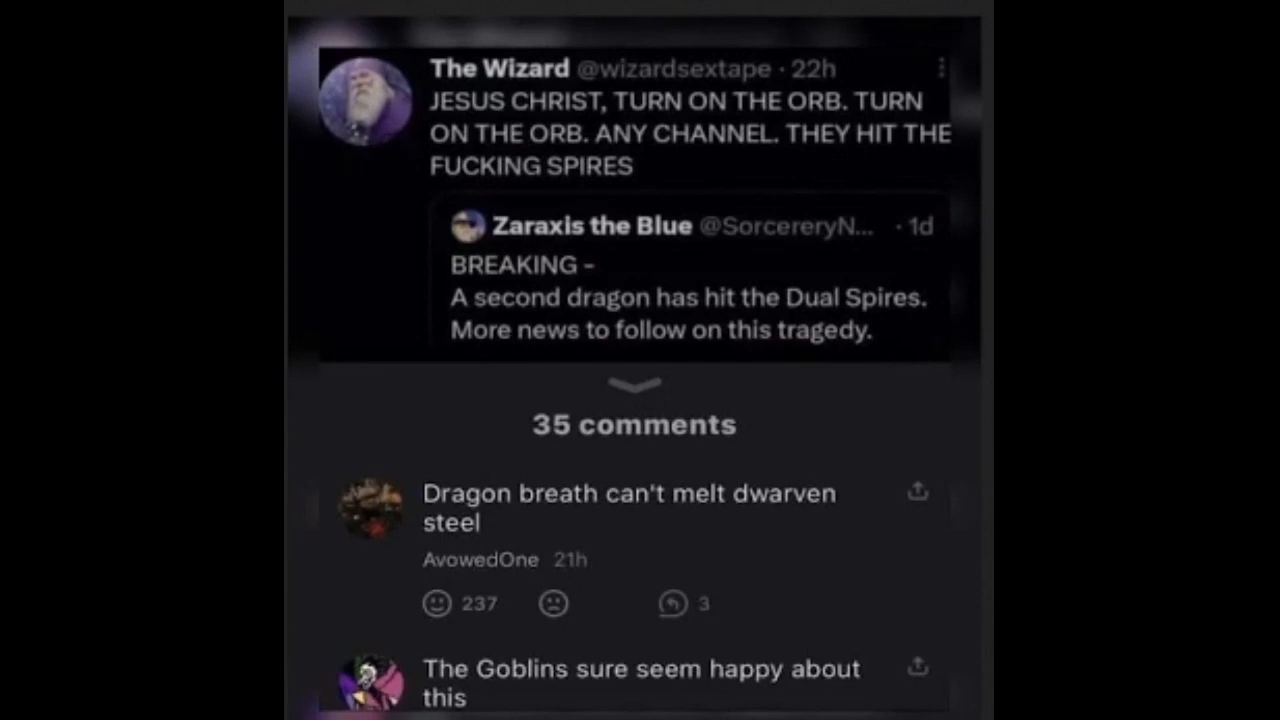 The Wizard @wizardsextape · 22h
JESUS CHRIST, TURN ON THE ORB. TURN
ON THE ORB. ANY CHANNEL. THEY HIT THE
FUCKING SPIRES
Zaraxis the Blue @SorceryN... · 1d
BREAKING -
A second dragon has hit the Dual Spires.
More news to follow on this tragedy.
35 comments
Dragon breath can't melt dwarven
steel
AvowedOne 21h
237 3
The Goblins sure seem happy about
this